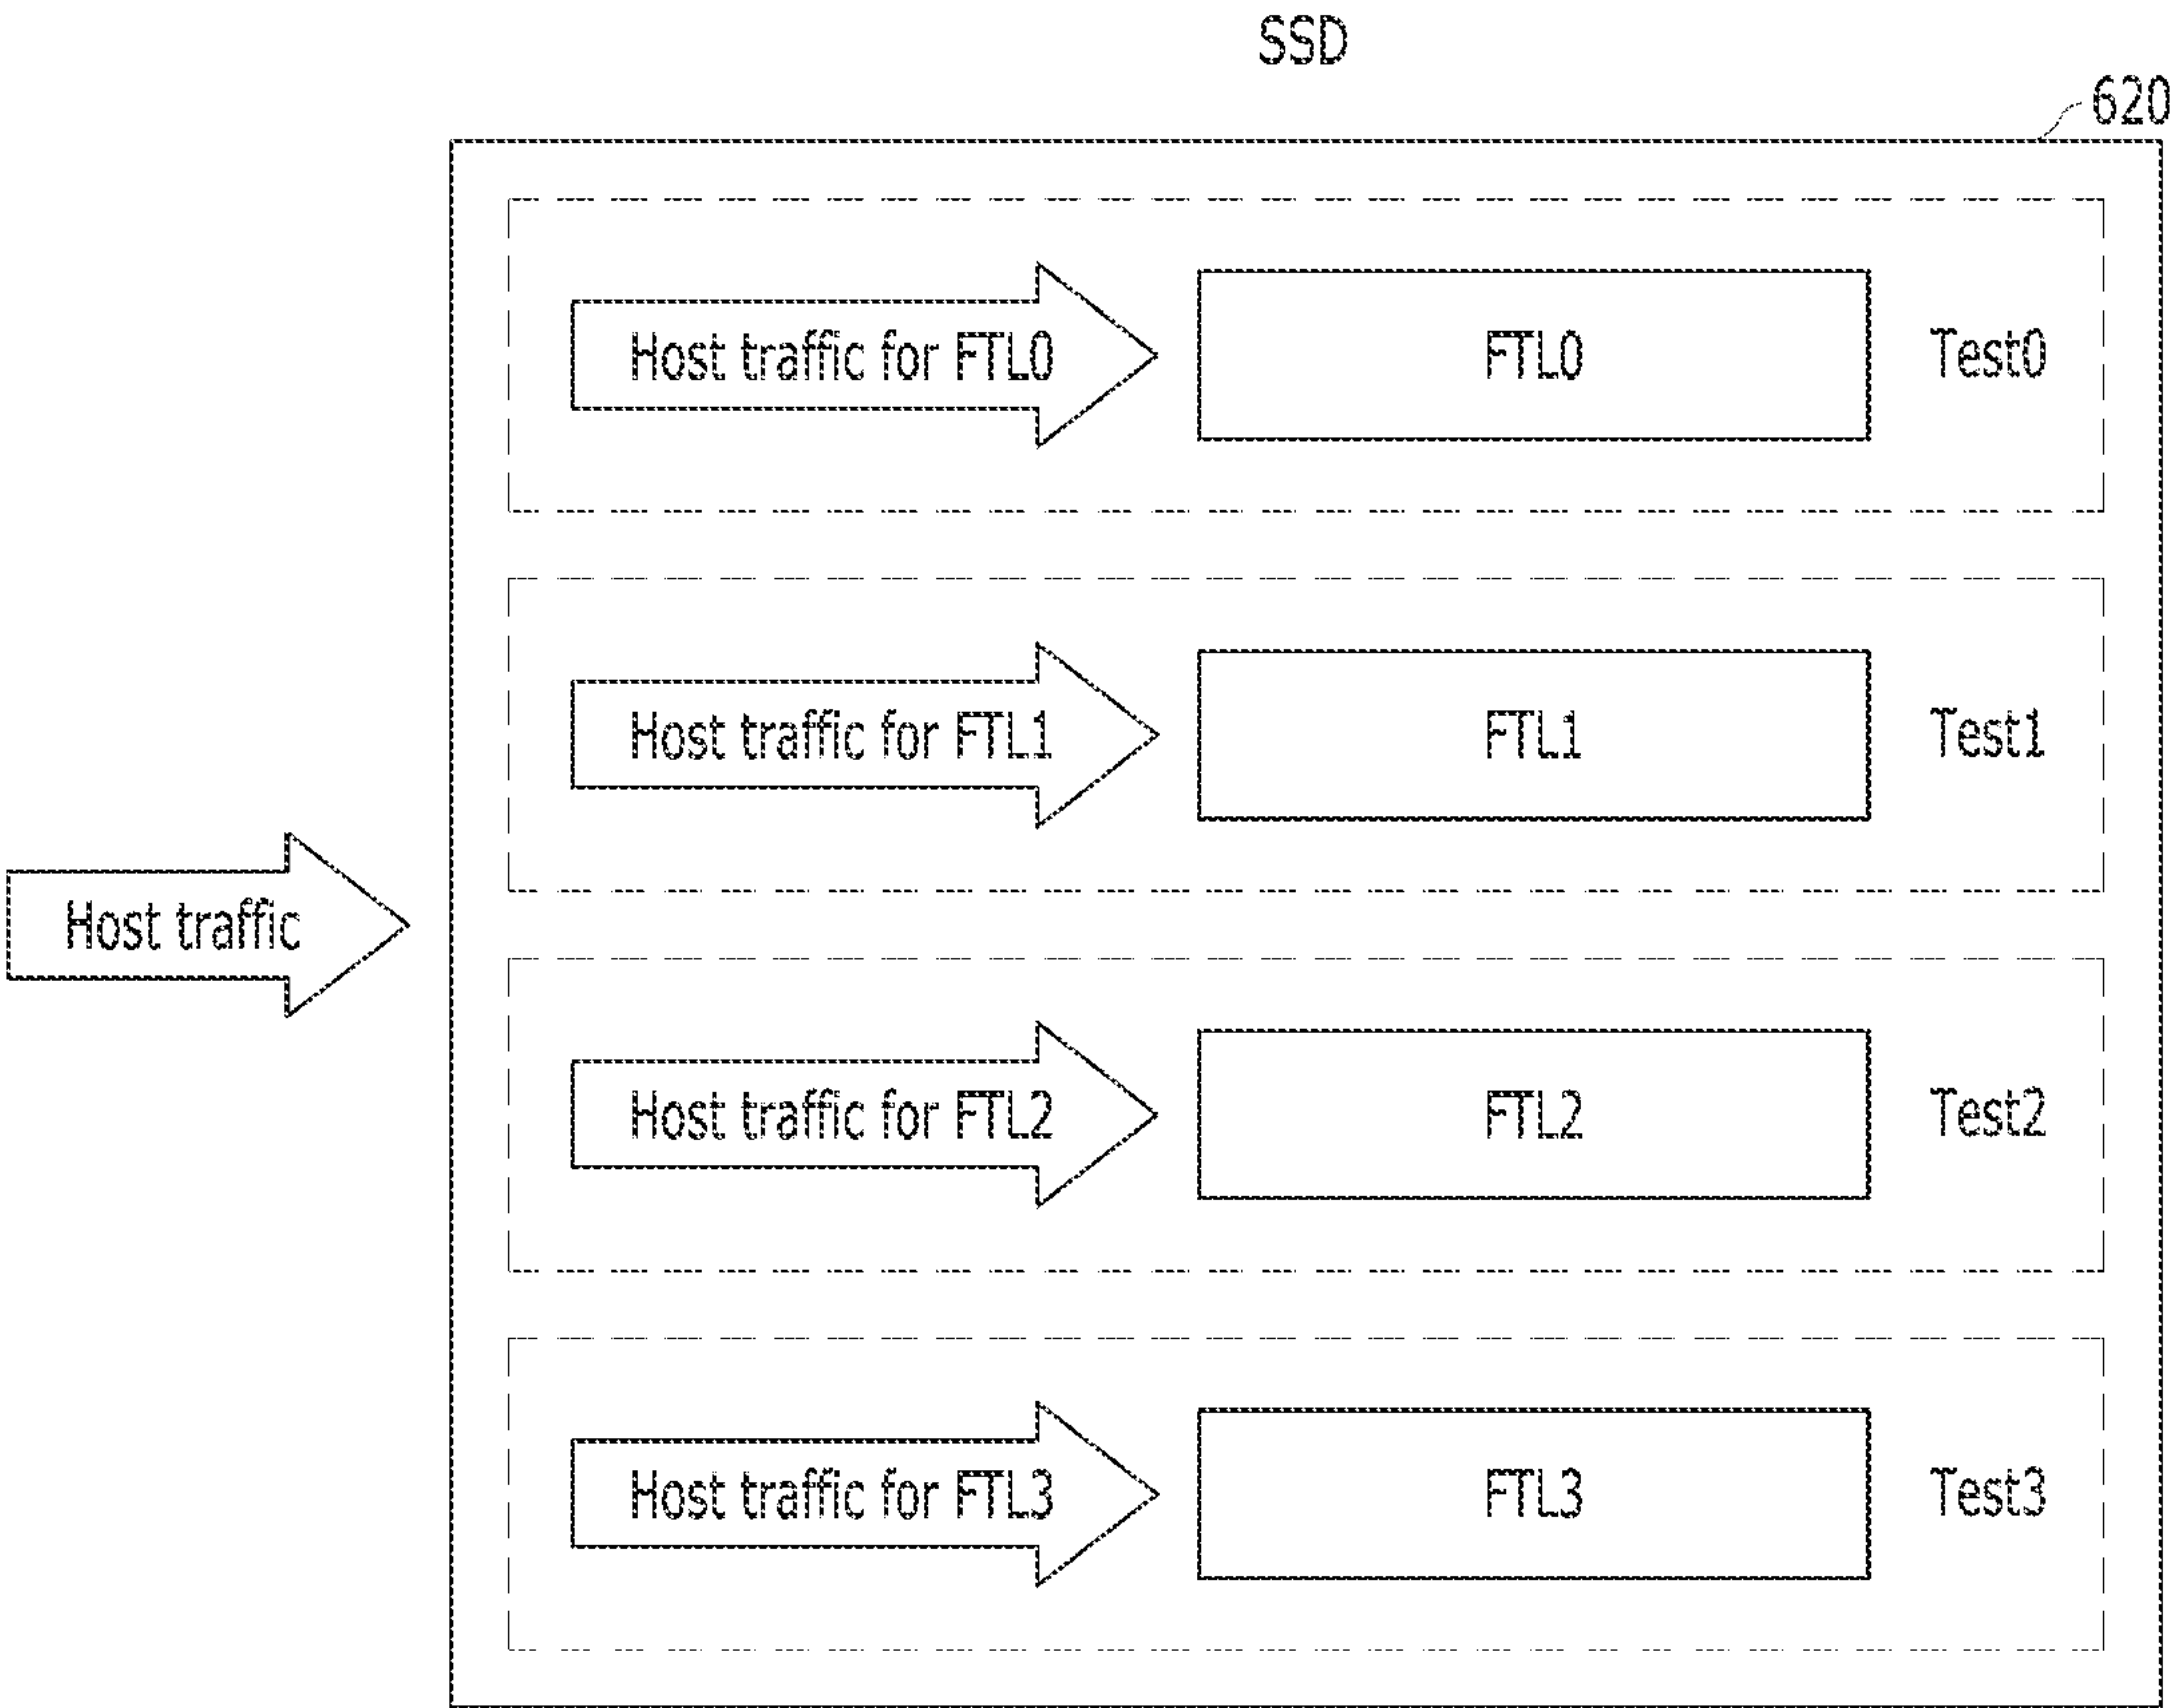 SSD
620
Host traffic for FTL0
FTL0
Test0
Host traffic for FTL1
FTL1
Test1
Host traffic
Host traffic for FTL2
FTL2
Test2
Host traffic for FTL3
FTL3
Test3